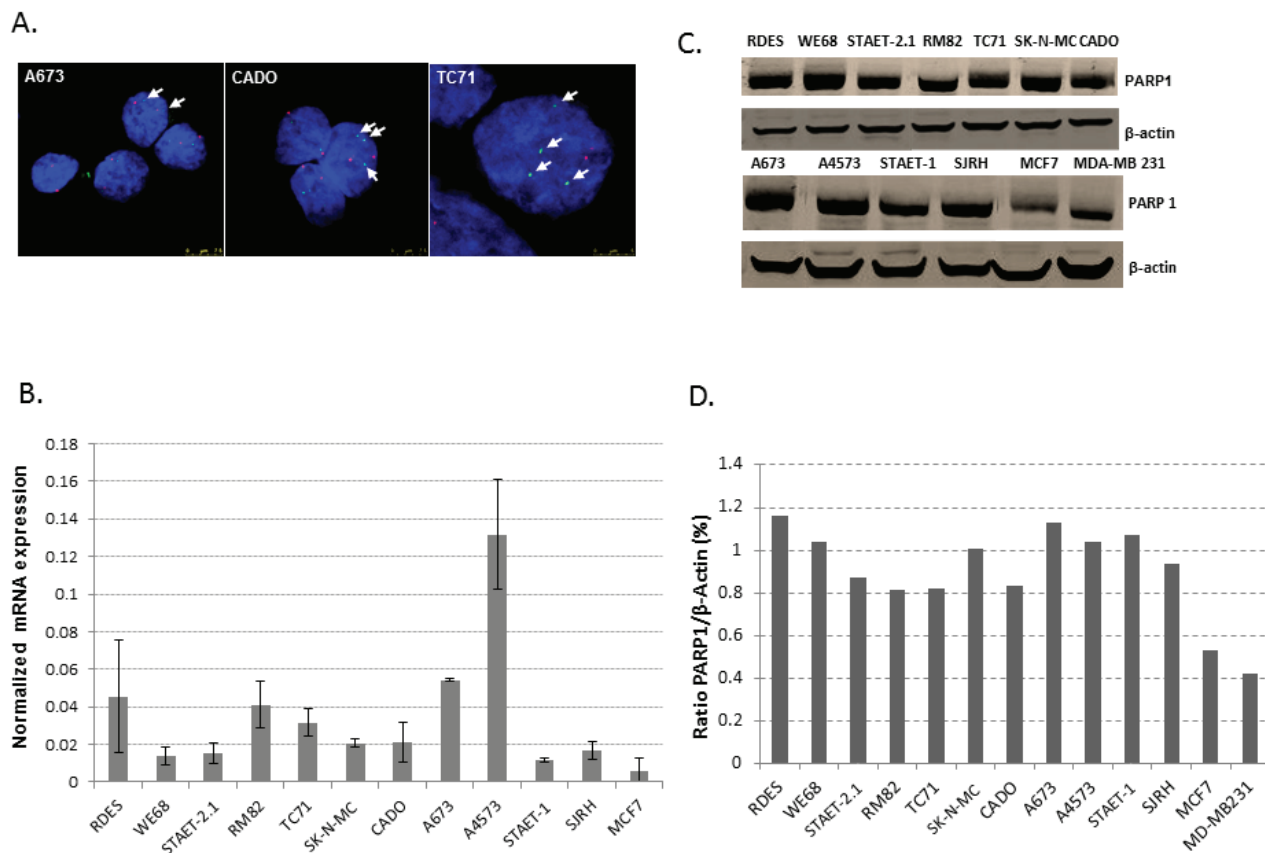 A.
A673
CADO
TC71
C.
RDES WE68 STAET-2.1 RM82 TC71 SK-N-MC CADO
PARP1
β-actin
A673 A4573 STAET-1 SJRH MCF7 MDA-MB 231
PARP 1
β-actin
B.
Normalized mRNA expression
0.18
0.16
0.14
0.12
0.1
0.08
0.06
0.04
0.02
0
RDES
WE68
STAET-2.1
RM82
TC71
SK-N-MC
CADO
A673
A4573
STAET-1
SJRH
MCF7
D.
Ratio PARP1/β-Actin (%)
1.4
1.2
1
0.8
0.6
0.4
0.2
0
RDES
WE68
STAET-2.1
RM82
TC71
SK-N-MC
CADO
A673
A4573
STAET-1
SJRH
MCF7
MD-MB231